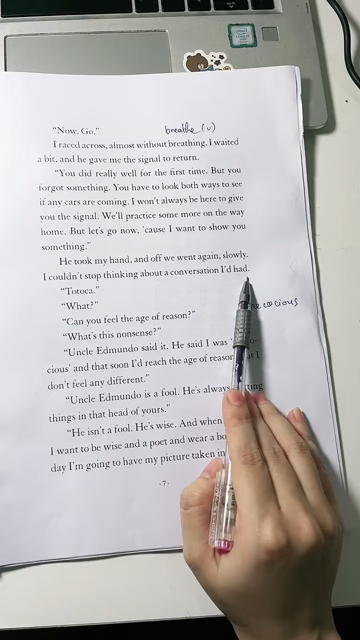 "Now. Go."
breathe (v)
I raced across, almost without breathing. I waited
a bit, and he gave me the signal to return.
"You did really well for the first time. But you
forgot something. You have to look both ways to see
if any cars are coming. I won't always be here to give
you the signal. We'll practice some more on the way
home. But let's go now, 'cause I want to show you
something."
He took my hand, and off we went again, slowly.
I couldn't stop thinking about a conversation I'd had.
"Totoca."
"What?"
cocious
"Can you feel the age of reason?"
"What's this nonsense?"
"Uncle Edmundo said it. He said I was
cious' and that soon I'd reach the age of reason. I
don't feel any different."
"Uncle Edmundo is a fool. He's always
things in that head of yours."
"He isn't a fool. He's wise. And when
I want to be wise and a poet and wear a
day I'm going to have my picture taken in
-7-